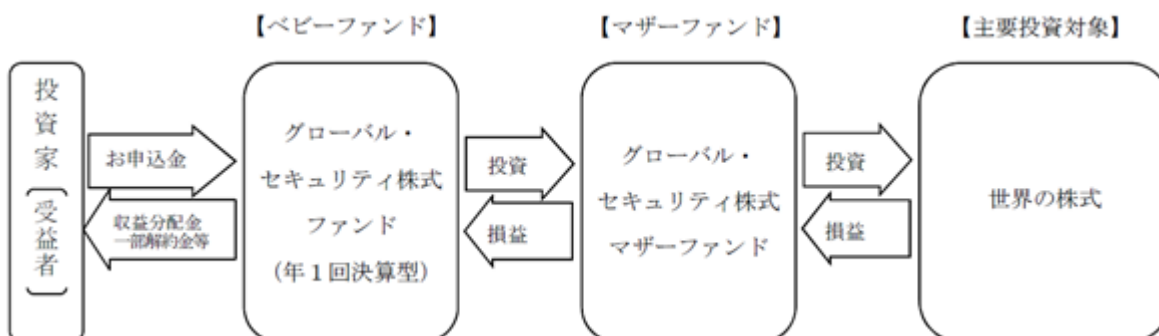 【ベビーファンド】
【マザーファンド】
【主要投資対象】
投資家〔受益者〕
お申込金
収益分配金
一部解約金等
グローバル・
セキュリティ株式
ファンド
（年１回決算型）
投資
損益
グローバル・
セキュリティ株式
マザーファンド
投資
損益
世界の株式